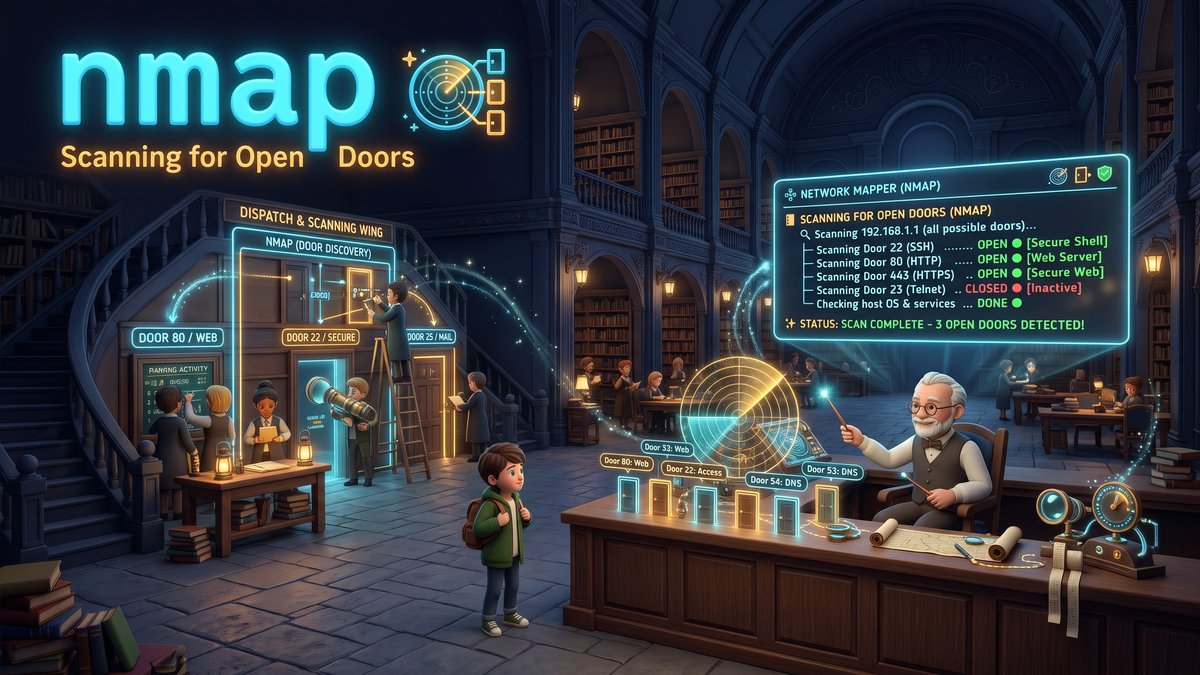 nmap
Scanning for Open Doors
DISPATCH & SCANNING WING
NMAP (DOOR DISCOVERY)
DOOR 80 / WEB
DOOR 22 / SECURE
DOOR 25 / MAIL
ACTIVITY
NETWORK MAPPER (NMAP)
SCANNING FOR OPEN DOORS (NMAP)
Scanning 192.168.1.1 (all possible doors)...
Scanning Door 22 (SSH) ........ OPEN [Secure Shell]
Scanning Door 80 (HTTP) ..... OPEN [Web Server]
Scanning Door 443 (HTTPS) .. OPEN [Secure Web]
Scanning Door 23 (Telnet) .. CLOSED [Inactive]
Checking host OS & services ... DONE
STATUS: SCAN COMPLETE - 3 OPEN DOORS DETECTED!
Door 53: Web
Door 80: Web
Door 22: Access
Door 53: DNS
Door 54: DNS